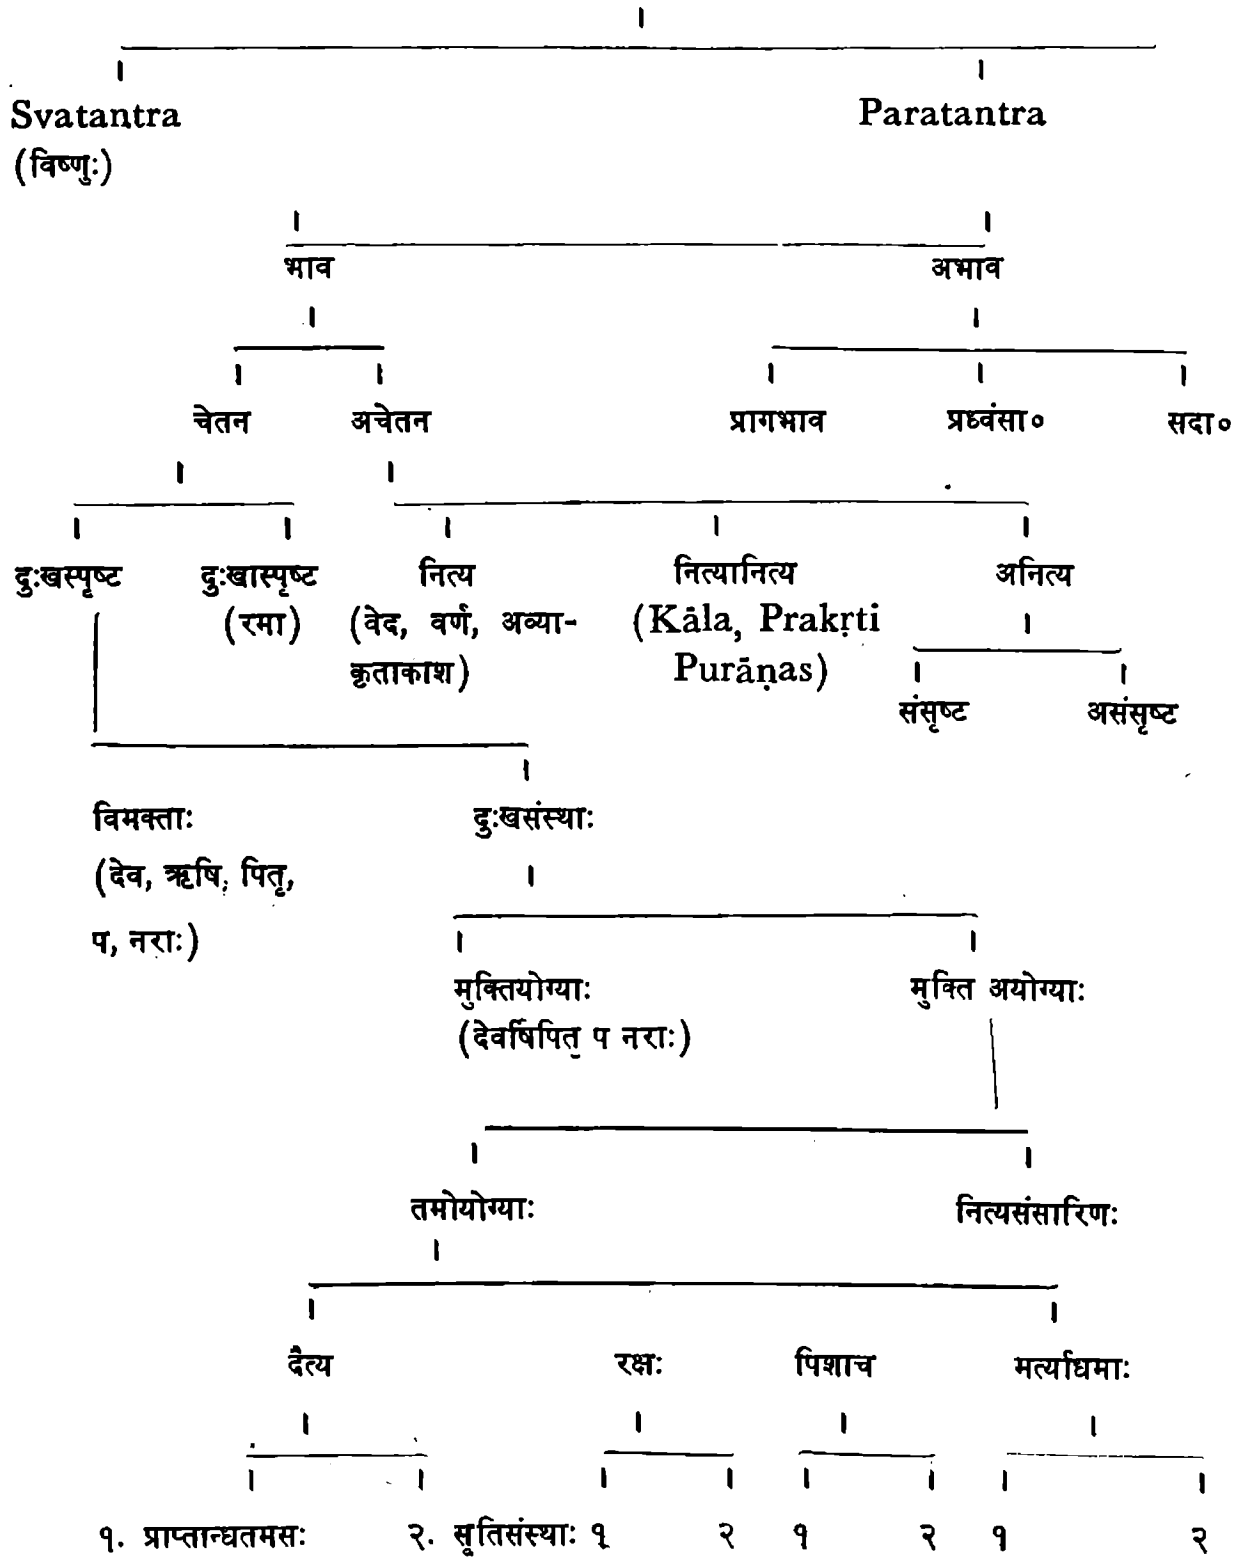 Svatantra Paratantra
(विष्णुः)
भाव अभाव
चेतन अचेतन प्रागभाव प्रध्वंसा० सदा०
दुःखस्पृष्ट दुःखास्पृष्ट नित्य नित्यानित्य अनित्य
(रमा) (वेद, वर्ण, अव्या- (Kāla, Prakṛti
कृताकाश) Purāṇas)
संसृष्ट असंसृष्ट
विमक्ताः दुःखसंस्थाः
(देव, ऋषि, पितृ,
प, नराः)
मुक्तियोग्याः मुक्ति अयोग्याः
(देवर्षिपितृ प नराः)
तमोयोग्याः नित्यसंसारिणः
दैत्य रक्षः पिशाच मर्त्याधमाः
१. प्राप्तान्धतमसः २. सृतिसंस्थाः १ २ १ २ १ २